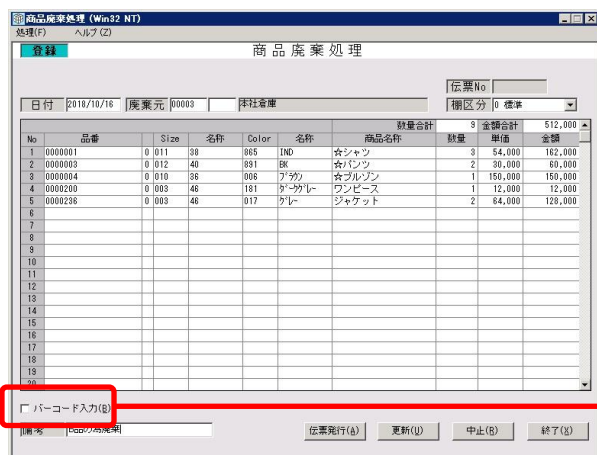 商品廃棄処理 (Win32 NT)
処理(F) ヘルプ(Z)
登録 商品廃棄処理
伝票No
日付 2018/10/16 廃棄元 00003 本社倉庫 棚区分 0 標準
数量合計 9 金額合計 512,000
No 品番 Size 名称 Color 名称 商品名称 数量 単価 金額
1 0000001 0 011 38 065 IND ☆シャツ 3 54,000 162,000
2 0000003 0 012 40 891 BK ☆パンツ 2 30,000 60,000
3 0000004 0 010 36 006 ブラウン ☆ブルゾン 1 150,000 150,000
4 0000200 0 003 46 181 ダークグレー ワンピース 1 12,000 12,000
5 0000236 0 003 46 017 グレー ジャケット 2 64,000 128,000
6
7
8
9
10
11
12
13
14
15
16
17
18
19
20
バーコード入力(B)
備考 B品の為廃棄 伝票発行(A) 更新(U) 中止(R) 終了(X)